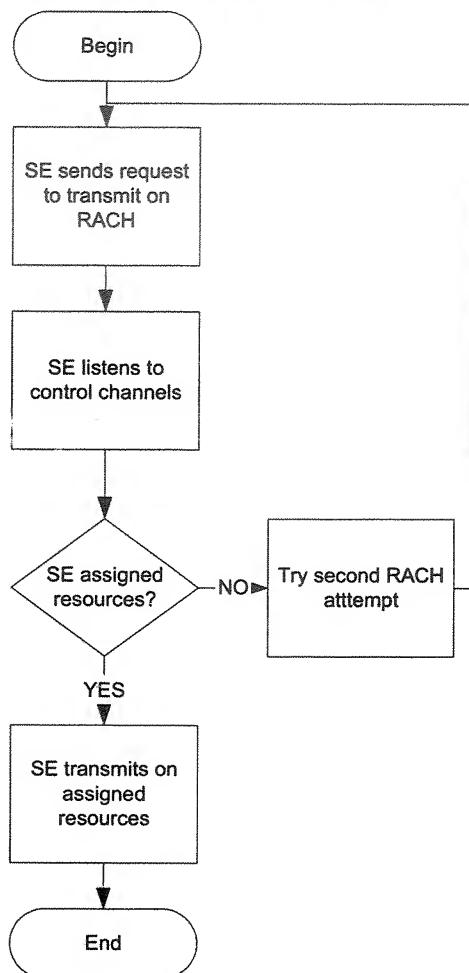 Begin
SE sends request
to transmit on
RACH
SE listens to
control channels
SE assigned
resources?
NO
Try second RACH
atttempt
YES
SE transmits on
assigned
resources
End